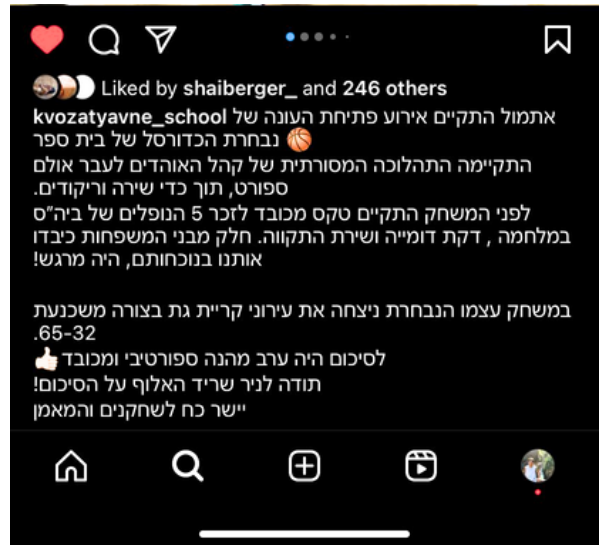 Liked by shaiberger_ and 246 others
kvozatyavne_school אתמול התקיים אירוע פתיחת העונה של
נבחרת הכדורסל של בית ספר 🏀
התקיימה התהלוכה המסורתית של קהל האוהדים לעבר אולם
ספורט, תוך כדי שירה וריקודים.
לפני המשחק התקיים טקס מכובד לזכר 5 הנופלים של ביה״ס
במלחמה , דקת דומייה ושירת התקווה. חלק מבני המשפחות כיבדו
אותנו בנוכחותם, היה מרגש!
במשחק עצמו הנבחרת ניצחה את עירוני קריית גת בצורה משכנעת
65-32.
לסיכום היה ערב מהנה ספורטיבי ומכובד 👍🏻
תודה לניר שריד האלוף על הסיכום!
יישר כח לשחקנים והמאמן